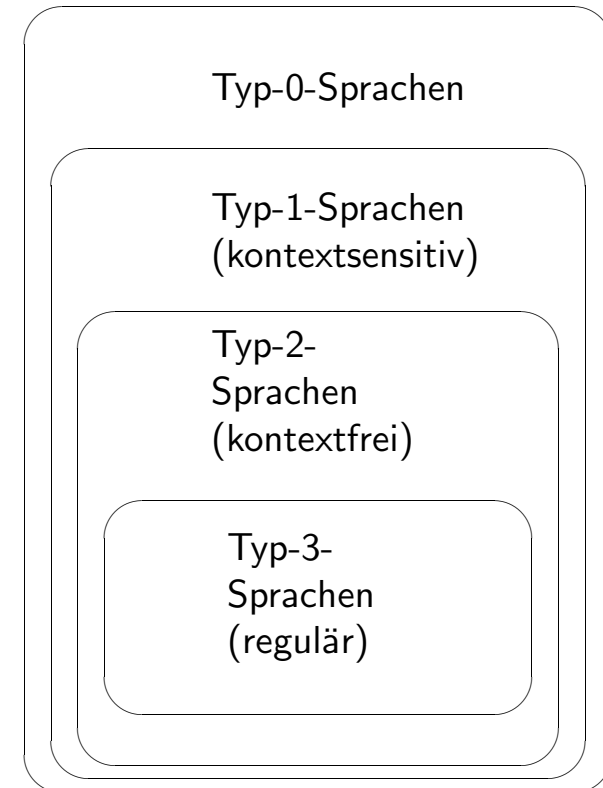 Typ-0-Sprachen
Typ-1-Sprachen
(kontextsensitiv)
Typ-2-
Sprachen
(kontextfrei)
Typ-3-
Sprachen
(regulär)